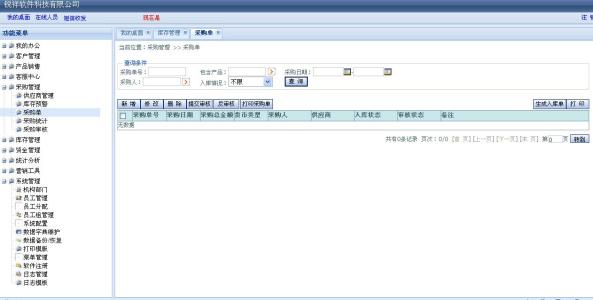 锐祥软件科技有限公司
我的桌面 在线人员 短信收发 现在是 注 销
功能菜单
我的桌面 库存管理 采购单
当前位置：采购管理 >> 采购单
我的办公
客户管理
产品销售
客服中心
采购管理
供应商管理
库存预警
采购单
采购统计
采购审核
库存管理
资金管理
统计分析
营销工具
系统管理
机构部门
员工管理
员工分配
员工组管理
系统配置
数据字典维护
数据备份/恢复
打印模版
菜单管理
软件注册
日志管理
日志模板
查询条件
采购单号： 包含产品： 采购日期：
采购人： 入库情况： 不限 查 询
新 增 修 改 删 除 提交审核 反审核 打印采购单 生成入库单 打 印
采购单号 采购日期 采购总金额 货币类型 采购人 供应商 入库状态 审核状态 备注
无数据
共有0条记录 页次：0/0 [首 页][上一页][下一页][末 页] 第0 页 转到